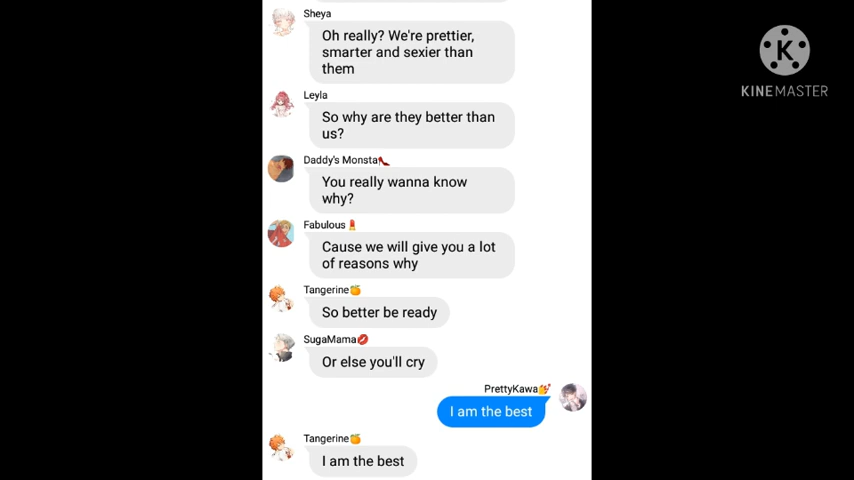 Sheya
Oh really? We're prettier,
smarter and sexier than
them
Leyla
So why are they better than
us?
Daddy's Monsta👠
You really wanna know
why?
Fabulous💄
Cause we will give you a lot
of reasons why
Tangerine🍊
So better be ready
SugaMama💋
Or else you'll cry
PrettyKawa💅
I am the best
Tangerine🍊
I am the best
K
KINEMASTER